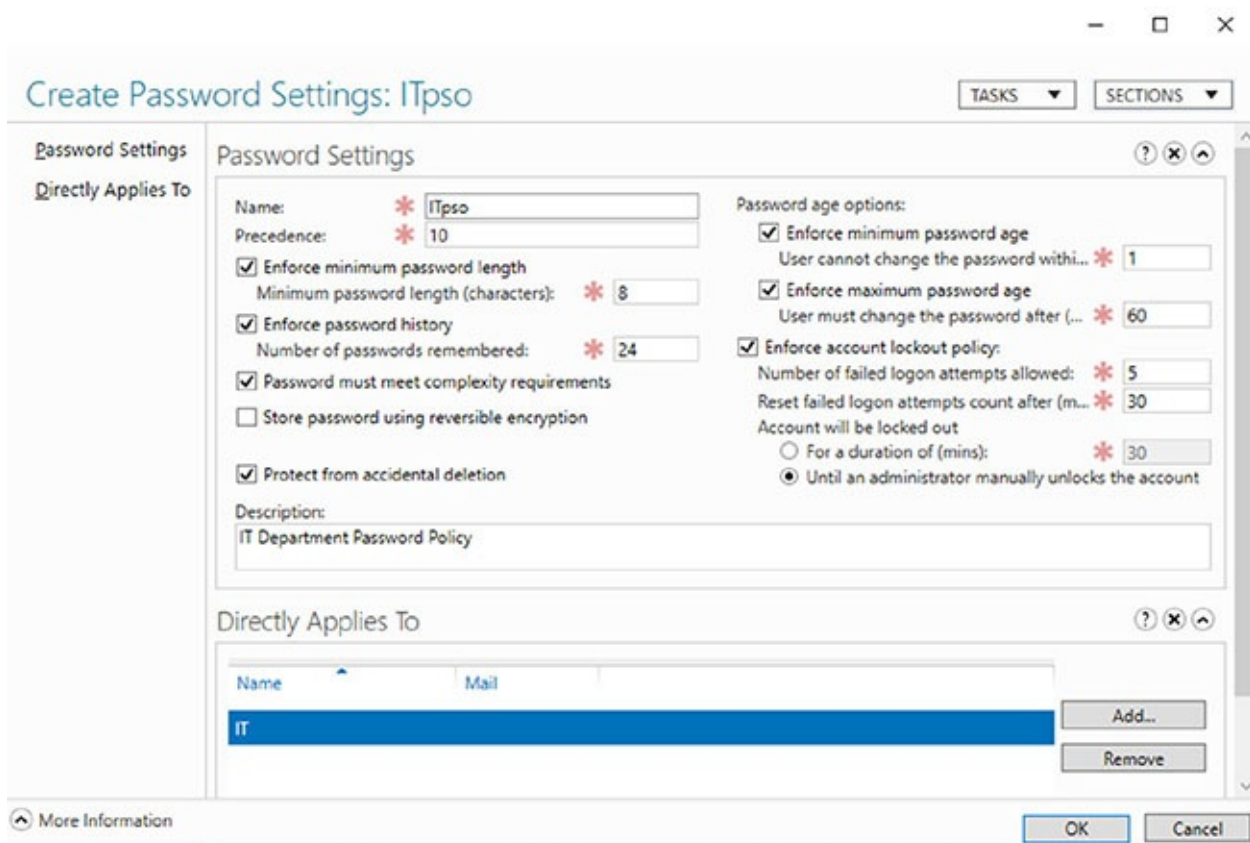 Create Password Settings: ITpso
TASKS
SECTIONS
Password Settings
Directly Applies To
Password Settings
Name:
ITpso
Precedence:
10
Enforce minimum password length
Minimum password length (characters):
8
Enforce password history
Number of passwords remembered:
24
Password must meet complexity requirements
Store password using reversible encryption
Protect from accidental deletion
Password age options:
Enforce minimum password age
User cannot change the password withi...
1
Enforce maximum password age
User must change the password after (...
60
Enforce account lockout policy:
Number of failed logon attempts allowed:
5
Reset failed logon attempts count after (m...
30
Account will be locked out
For a duration of (mins):
30
Until an administrator manually unlocks the account
Description:
IT Department Password Policy
Directly Applies To
Name
Mail
IT
Add...
Remove
More Information
OK
Cancel